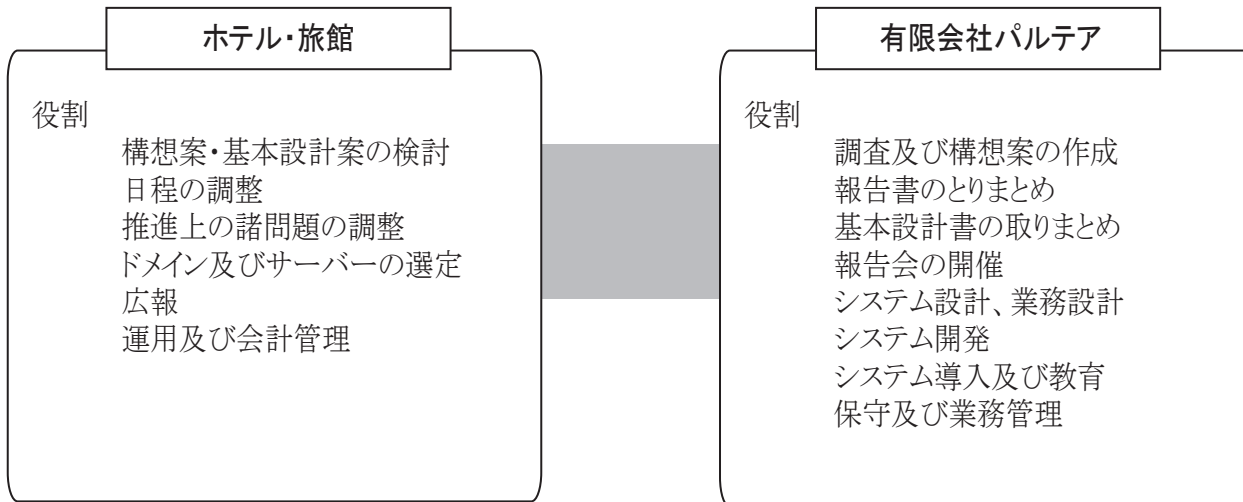 ホテル・旅館
役割
構想案・基本設計案の検討
日程の調整
推進上の諸問題の調整
ドメイン及びサーバーの選定
広報
運用及び会計管理
有限会社パルテア
役割
調査及び構想案の作成
報告書のとりまとめ
基本設計書の取りまとめ
報告会の開催
システム設計、業務設計
システム開発
システム導入及び教育
保守及び業務管理